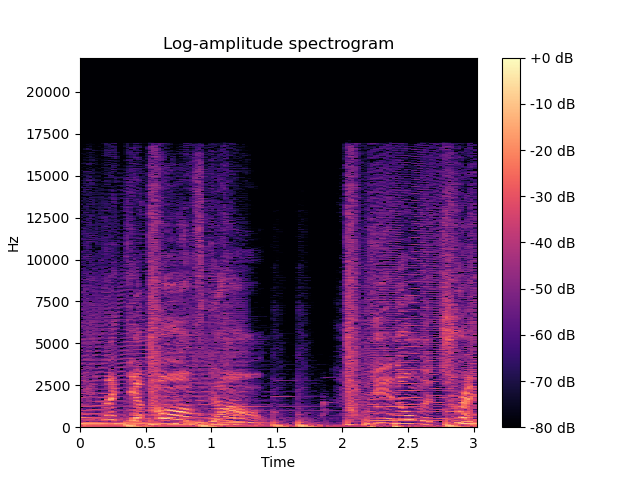 Log-amplitude spectrogram
20000
17500
15000
12500
10000
7500
5000
2500
0
Hz
0
0.5
1
1.5
2
2.5
3
Time
+0 dB
-10 dB
-20 dB
-30 dB
-40 dB
-50 dB
-60 dB
-70 dB
-80 dB